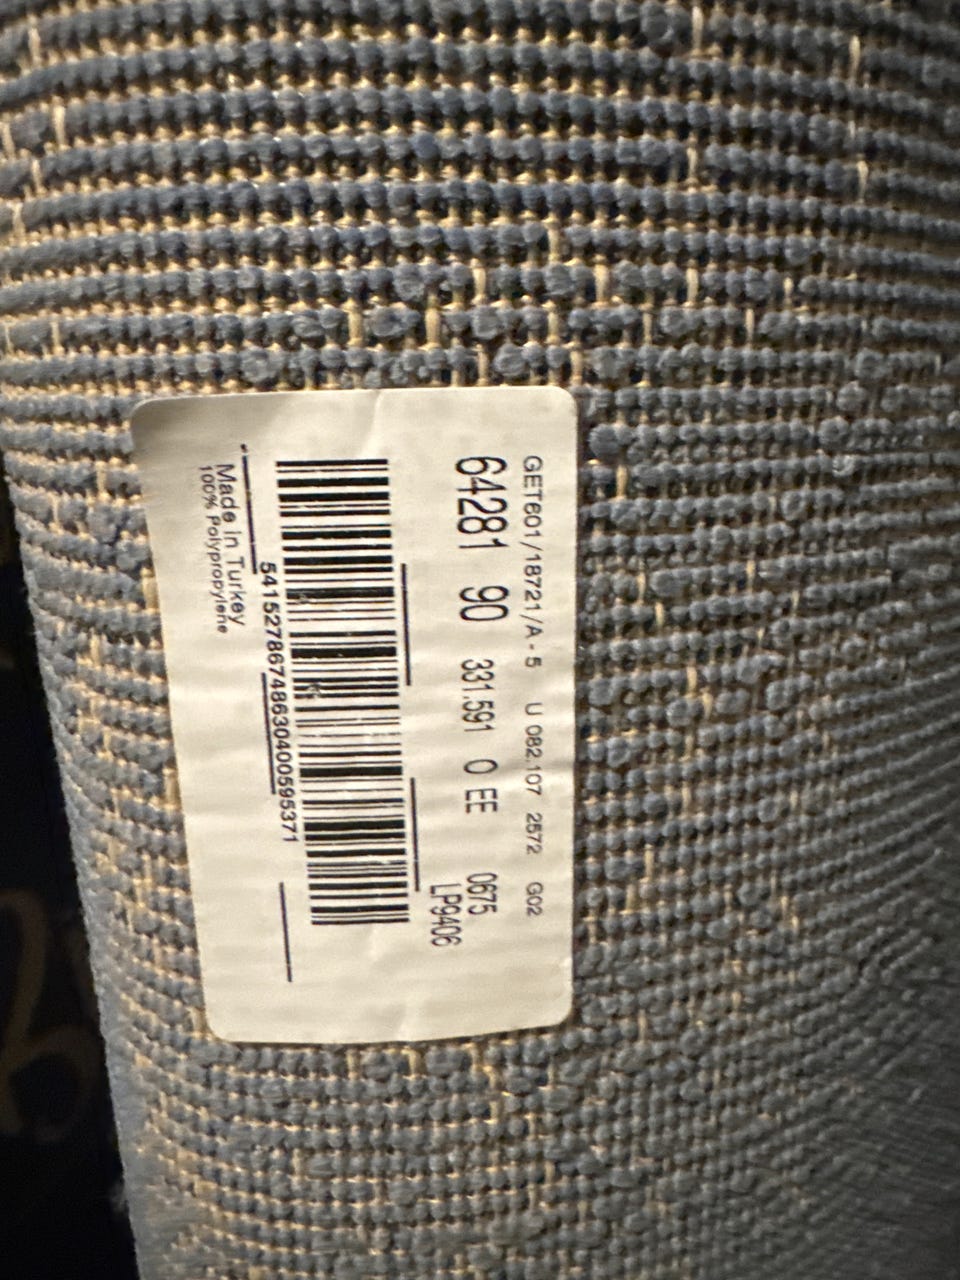 GET601/18721/A - 5 U 082.107 2572 G02
64281 90 331.591 0 EE 0675
LP9406
5415278674863040059537​1
Made in Turkey
100% Polypropylene